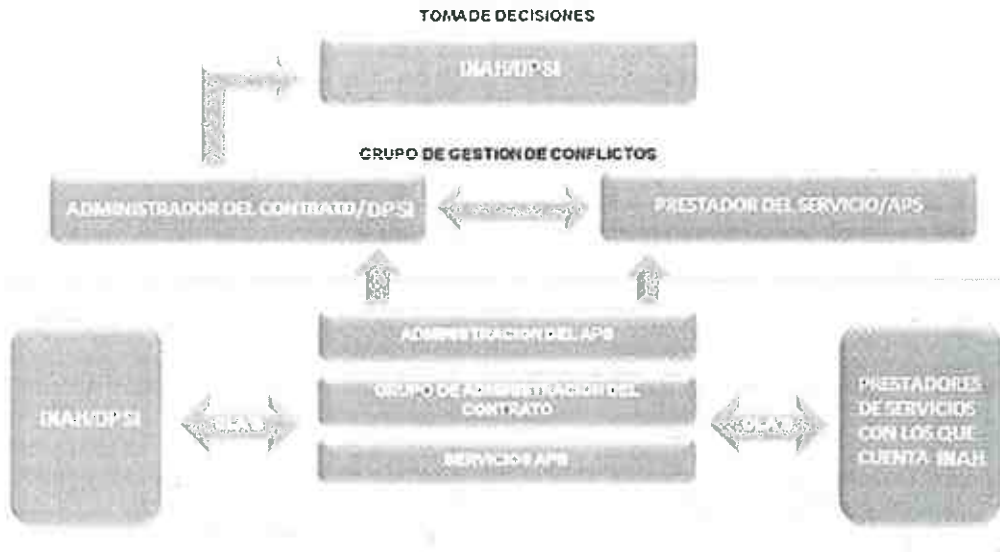 TOMA DE DECISIONES
INAH/DPSI
GRUPO DE GESTION DE CONFLICTOS
ADMINISTRADOR DEL CONTRATO/DPSI
PRESTADOR DEL SERVICIO/APS
ADMINISTRACION DEL APS
GRUPO DE ADMINISTRACION DEL
CONTRATO
SERVICIOS APS
INAH/DPSI
PRESTADORES
DE SERVICIOS
CON LOS QUE
CUENTA INAH